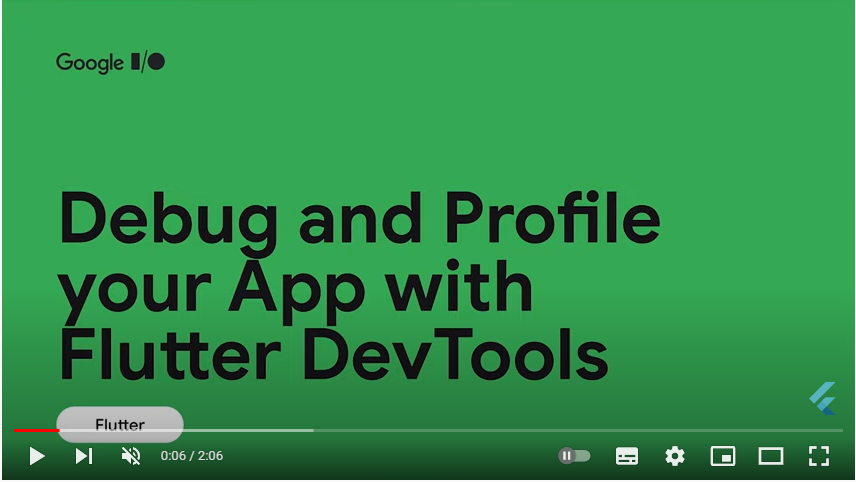 Google I/O
Debug and Profile
your App with
Flutter DevTools
Flutter
0:06 / 2:06